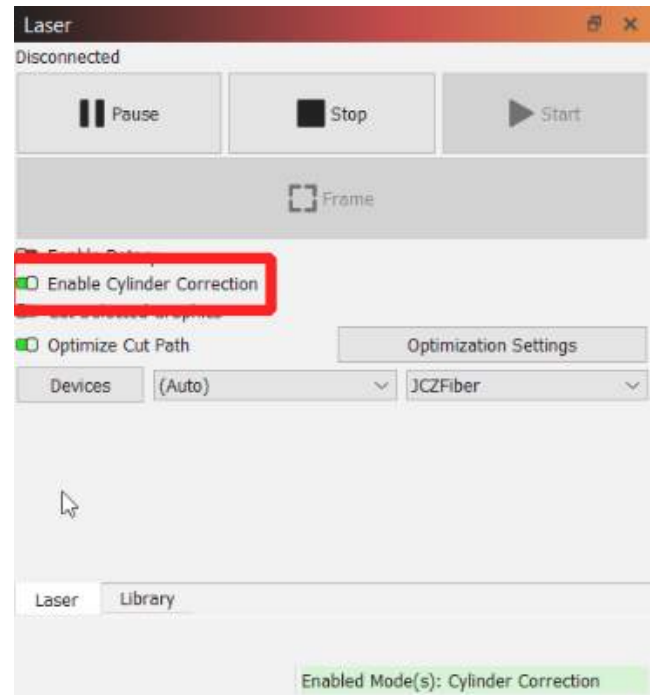 Laser
Disconnected
Pause Stop Start
Frame
Enable Cylinder Correction
Optimize Cut Path Optimization Settings
Devices (Auto) JCZFiber
Laser Library
Enabled Mode(s): Cylinder Correction